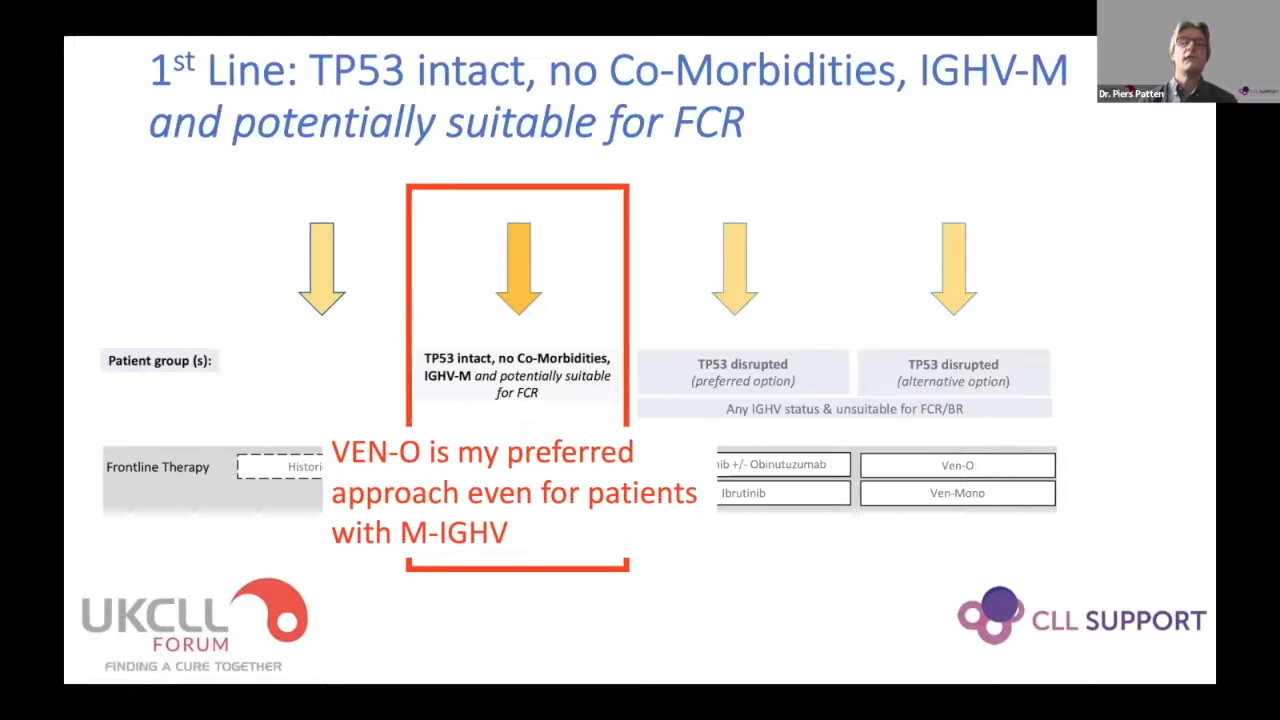 1st Line: TP53 intact, no Co-Morbidities, IGHV-M
and potentially suitable for FCR
Dr. Piers Patten
CLL SUPPORT
Patient group (s):
TP53 intact, no Co-Morbidities,
IGHV-M and potentially suitable
for FCR
TP53 disrupted
(preferred option)
TP53 disrupted
(alternative option)
Any IGHV status & unsuitable for FCR/BR
Frontline Therapy
VEN-O is my preferred
approach even for patients
with M-IGHV
+/- Obinutuzumab
Ibrutinib
Ven-O
Ven-Mono
UKCLL
FORUM
FINDING A CURE TOGETHER
CLL SUPPORT